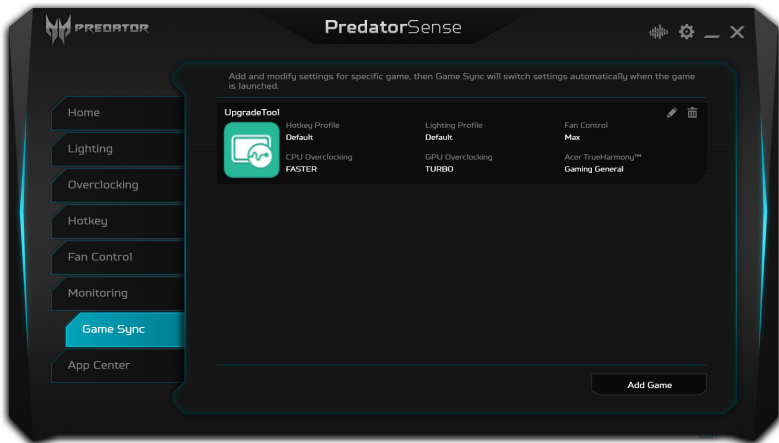 PREDATOR
PredatorSense
Add and modify settings for specific game, then Game Sync will switch settings automatically when the game
is launched.
Home
Lighting
Overclocking
Hotkey
Fan Control
Monitoring
Game Sync
App Center
UpgradeTool
Hotkey Profile
Default
Lighting Profile
Default
Fan Control
Max
CPU Overclocking
FASTER
GPU Overclocking
TURBO
Acer TrueHarmony™
Gaming General
Add Game